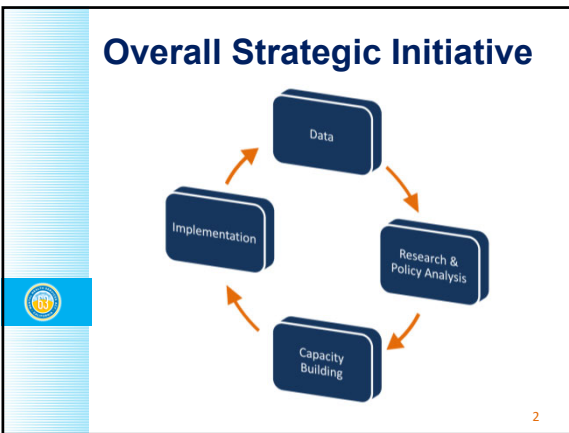 Overall Strategic Initiative
Data
Research &
Policy Analysis
Capacity
Building
Implementation
2